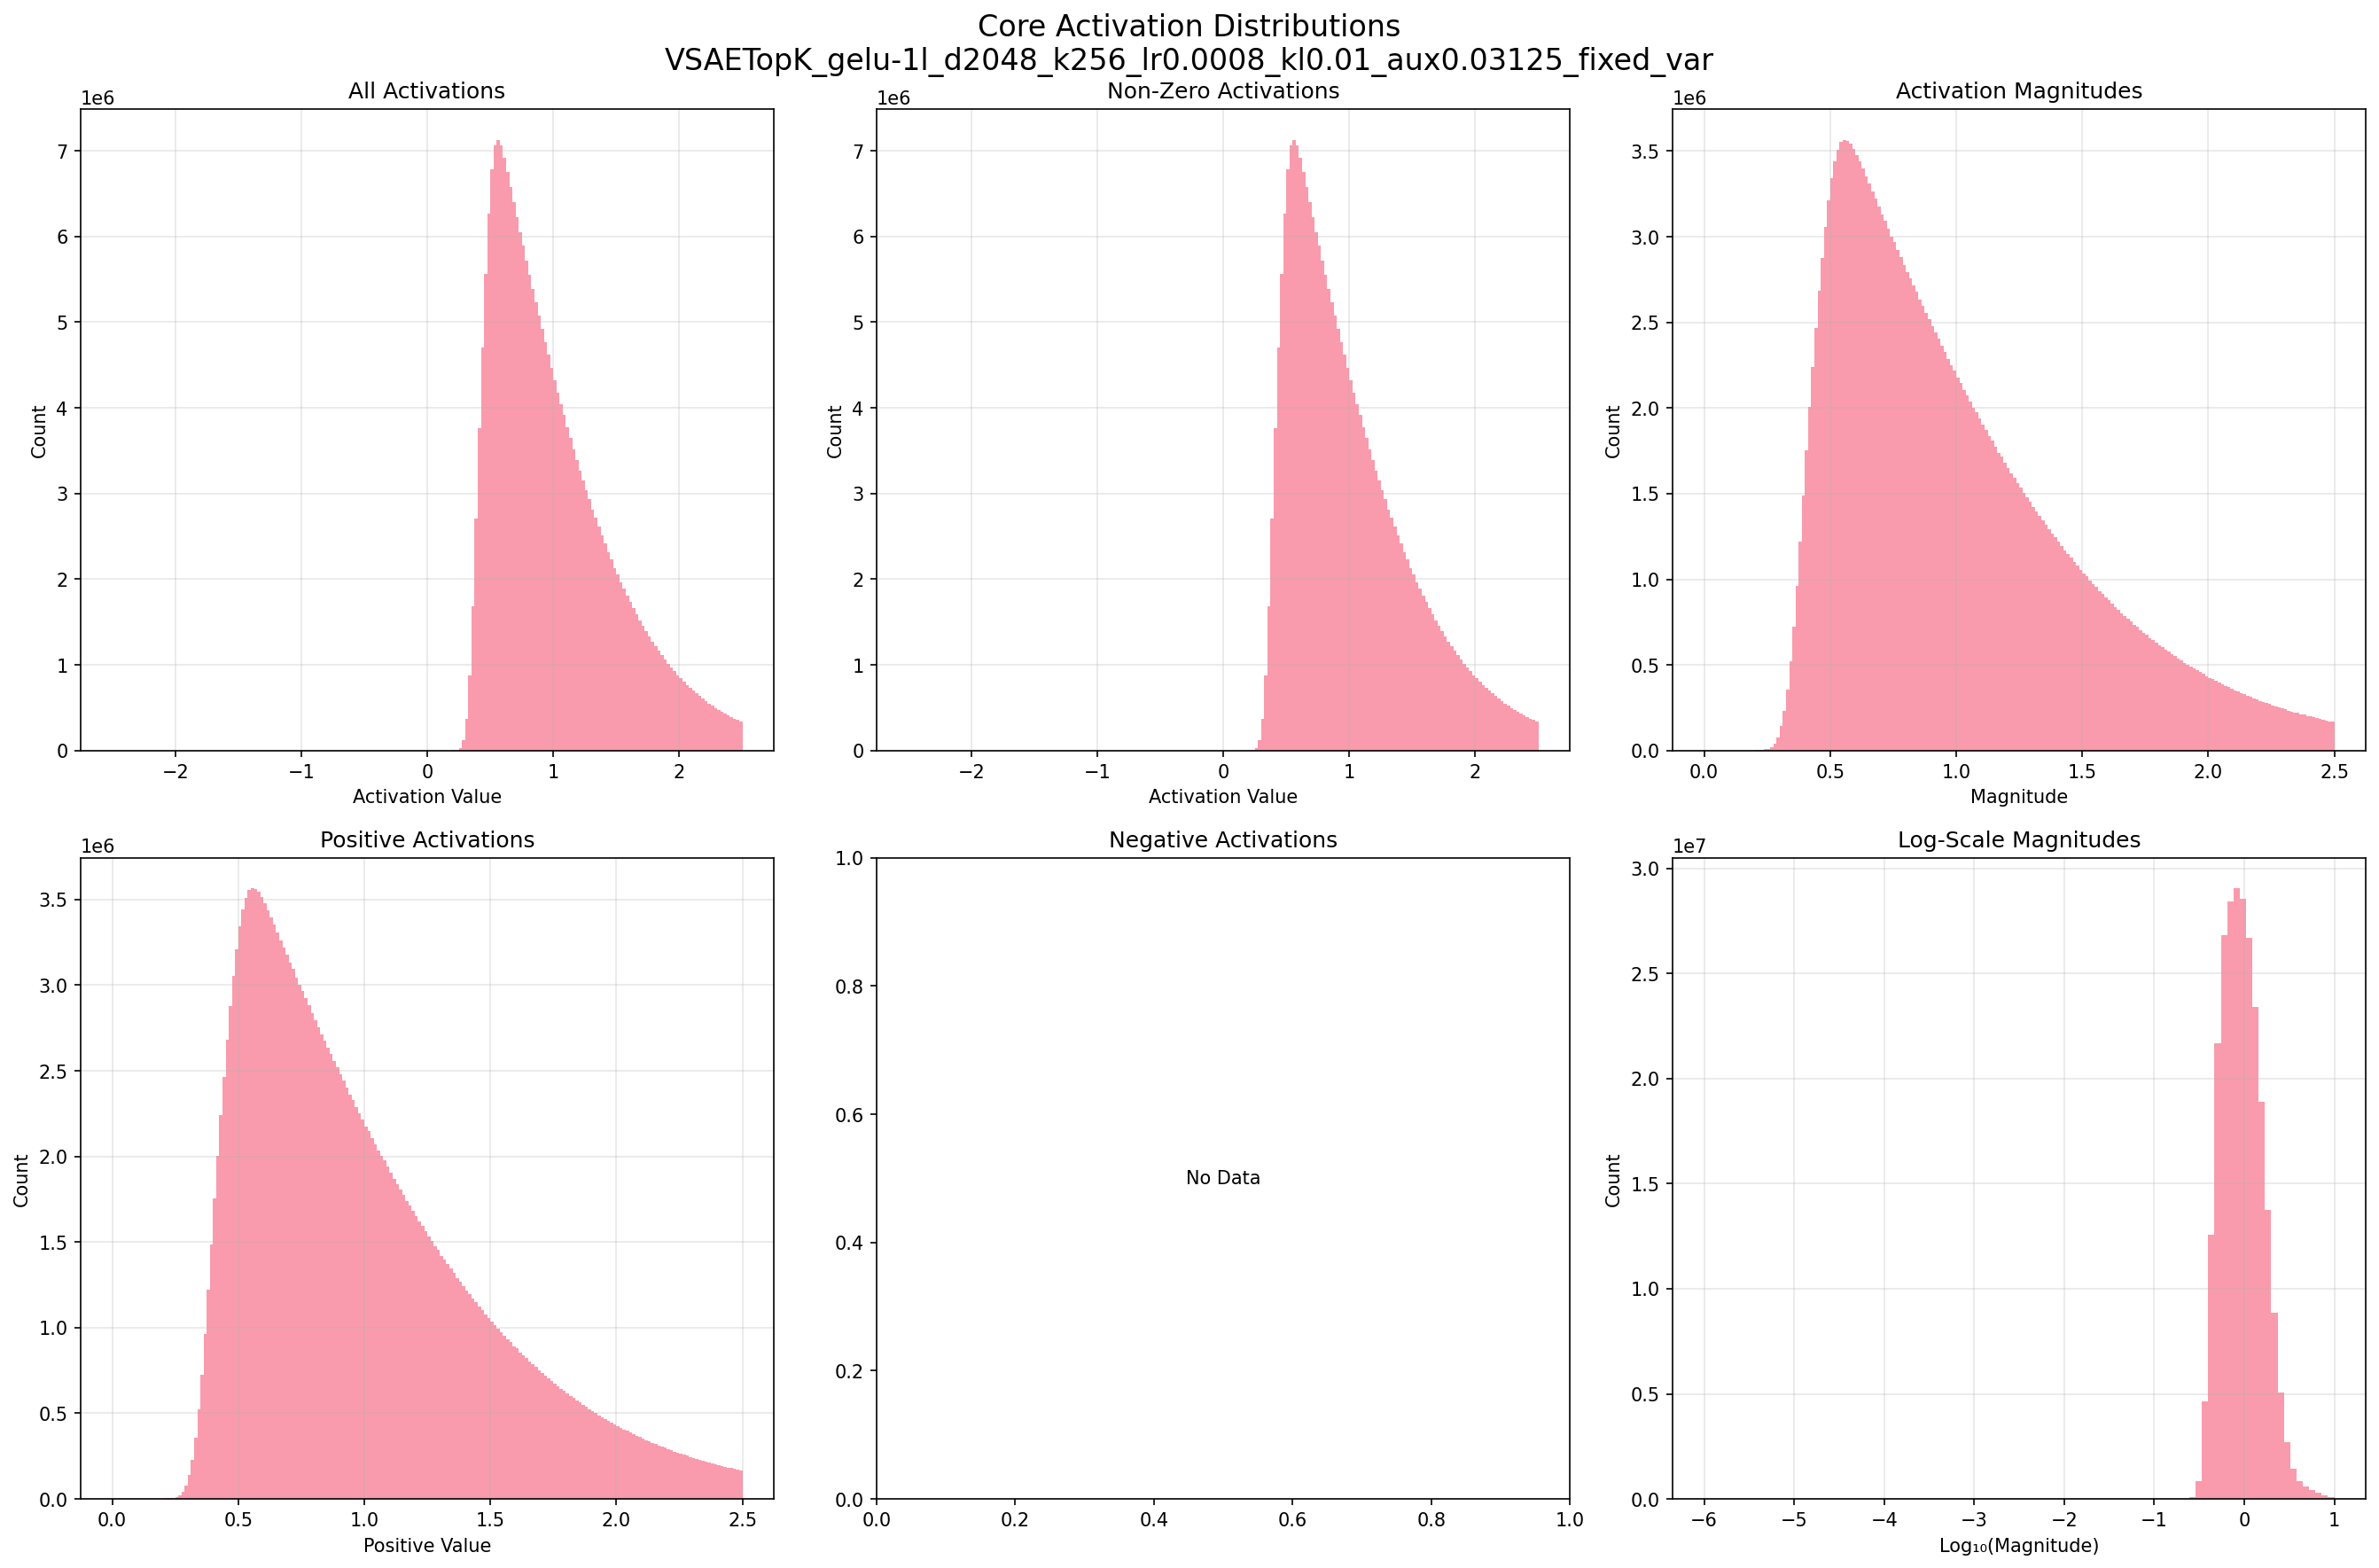 Core Activation Distributions
VSAETopK_gelu-1l_d2048_k256_lr0.0008_kl0.01_aux0.03125_fixed_var
All Activations
1e6
7
6
5
4
3
2
1
0
Count
−2 −1 0 1 2
Activation Value
Non-Zero Activations
1e6
7
6
5
4
3
2
1
0
Count
−2 −1 0 1 2
Activation Value
Activation Magnitudes
1e6
3.5
3.0
2.5
2.0
1.5
1.0
0.5
0.0
Count
0.0 0.5 1.0 1.5 2.0 2.5
Magnitude
Positive Activations
1e6
3.5
3.0
2.5
2.0
1.5
1.0
0.5
0.0
Count
0.0 0.5 1.0 1.5 2.0 2.5
Positive Value
Negative Activations
1.0
0.8
0.6
0.4
0.2
0.0
No Data
0.0 0.2 0.4 0.6 0.8 1.0
Log-Scale Magnitudes
1e7
3.0
2.5
2.0
1.5
1.0
0.5
0.0
Count
−6 −5 −4 −3 −2 −1 0 1
Log₁₀(Magnitude)